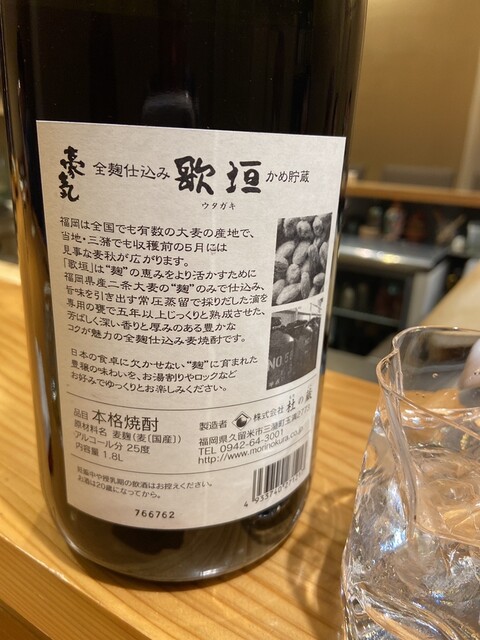 豪気
全麹仕込み 歌垣 かめ貯蔵
ウタガキ
福岡は全国でも有数の大麦の産地で、
当地・三潴でも収穫前の5月には
見事な麦秋が広がります。
「歌垣」は“麹”の恵みをより活かすために
福岡県産二条大麦の“麹”のみで仕込み、
旨味を引き出す常圧蒸留で採りだした滴を
専用の甕で五年以上じっくりと熟成させた、
芳ばしく深い香りと厚みのある豊かな
コクが魅力の全麹仕込み麦焼酎です。
日本の食卓に欠かせない“麹”に育まれた
豊穣の味わいを、お湯割りやロックなど
お好みでゆっくりとお楽しみください。
品目 本格焼酎
原材料名 麦麹(麦(国産))
アルコール分 25度
内容量 1.8L
製造者 株式会社 杜の蔵
福岡県久留米市三潴町玉満2773
TEL 0942-64-3001
http://www.morinokura.co.jp
妊娠中や授乳期の飲酒はお控えください。
お酒は20歳になってから。
766762